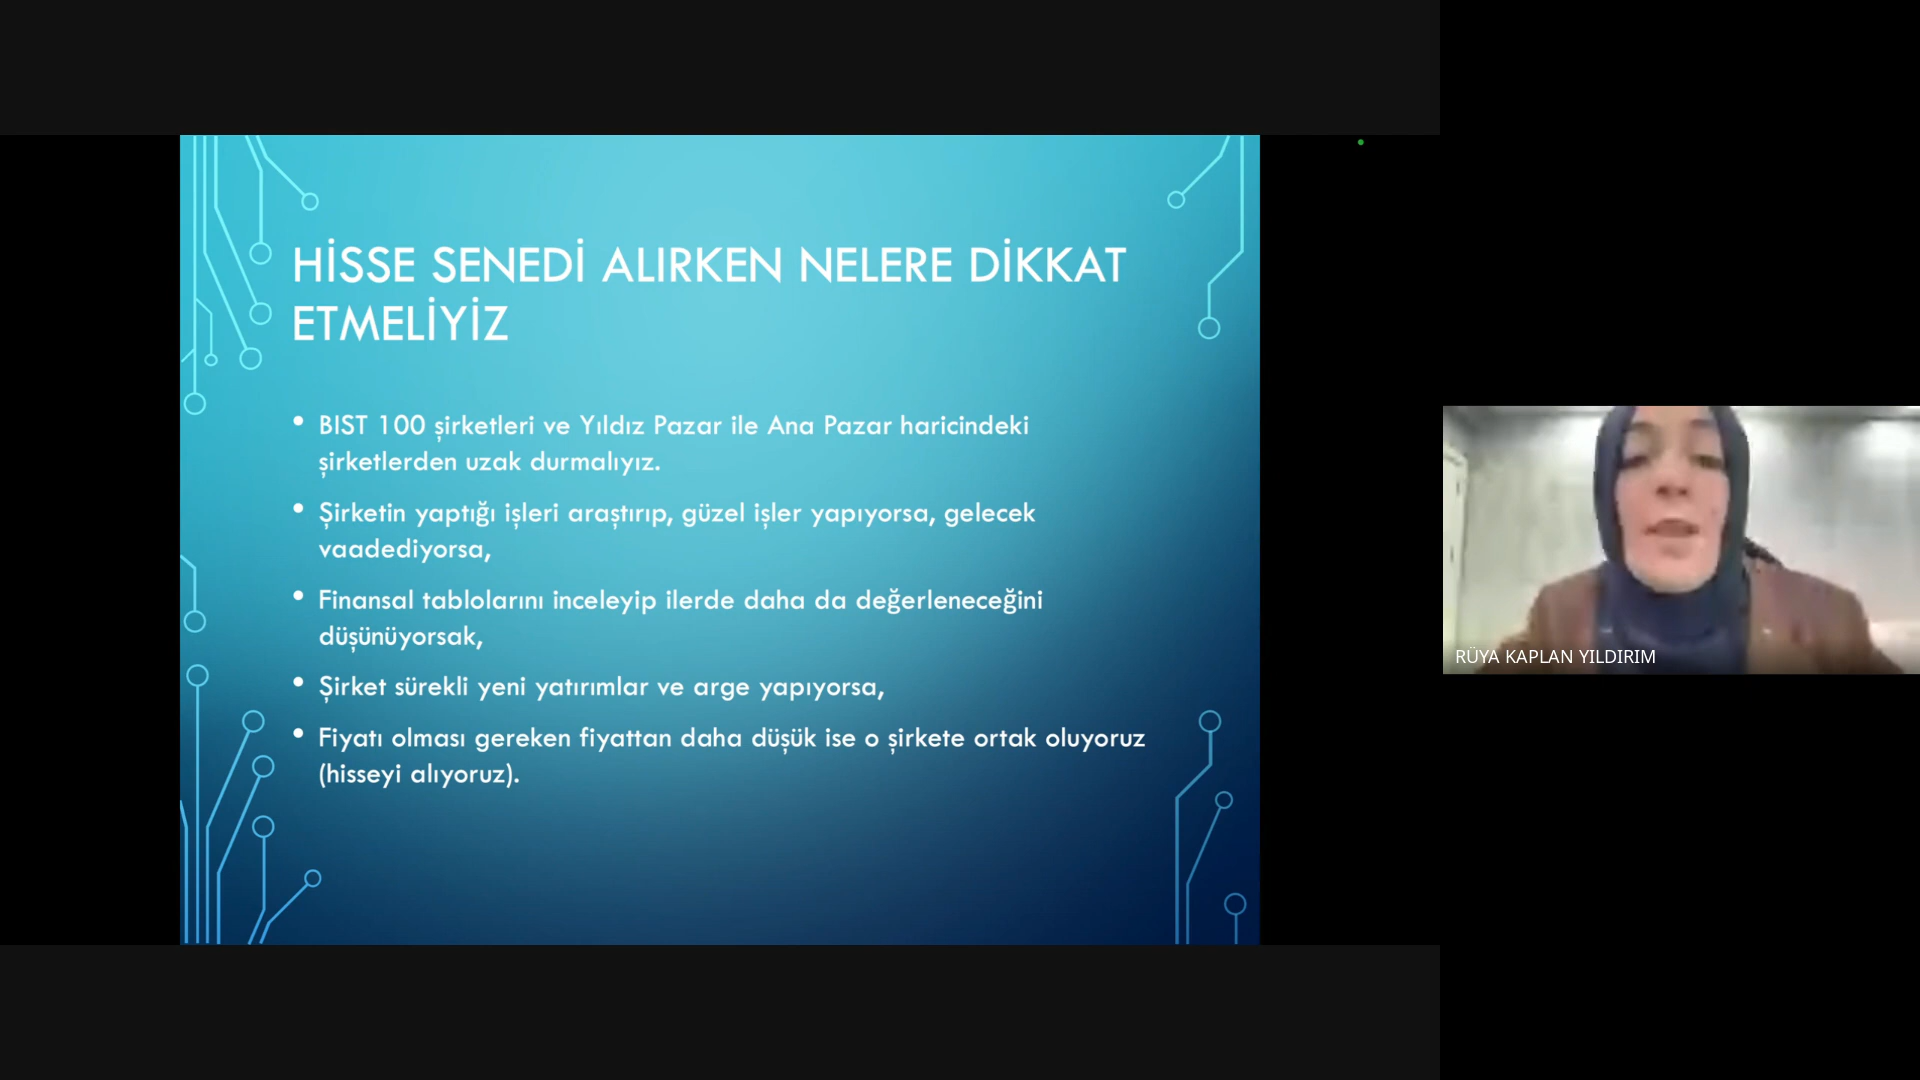 HİSSE SENEDİ ALIRKEN NELERE DİKKAT
ETMELİYİZ
• BIST 100 şirketleri ve Yıldız Pazar ile Ana Pazar haricindeki
şirketlerden uzak durmalıyız.
• Şirketin yaptığı işleri araştırıp, güzel işler yapıyorsa, gelecek
vaadediyorsa,
• Finansal tablolarını inceleyip ilerde daha da değerleneceğini
düşünüyorsak,
• Şirket sürekli yeni yatırımlar ve arge yapıyorsa,
• Fiyatı olması gereken fiyattan daha düşük ise o şirkete ortak oluyoruz
(hisseyi alıyoruz).
RÜYA KAPLAN YILDIRIM